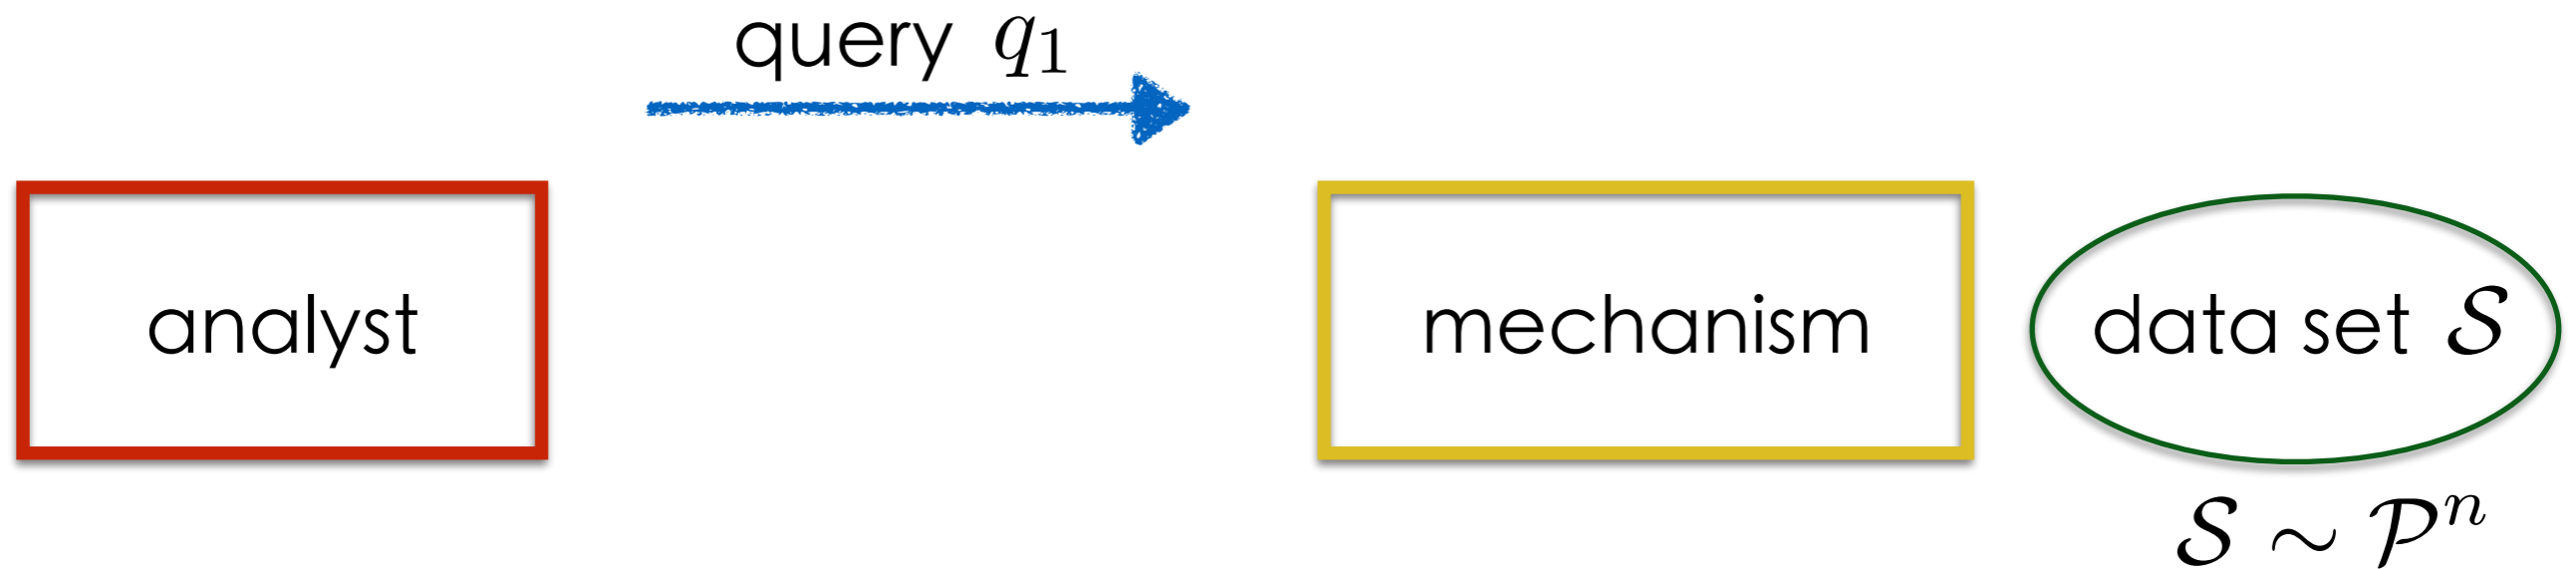 query q₁
analyst
mechanism
data set 𝒮
𝒮 ∼ 𝒫ⁿ